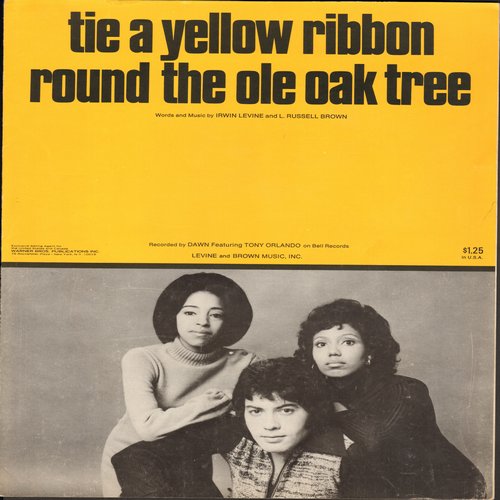 tie a yellow ribbon
round the ole oak tree
Words and Music by IRWIN LEVINE and L. RUSSELL BROWN
Recorded by DAWN Featuring TONY ORLANDO on Bell Records
LEVINE and BROWN MUSIC, INC.
WARNER BROS. PUBLICATIONS INC.
$1.25
in U.S.A.